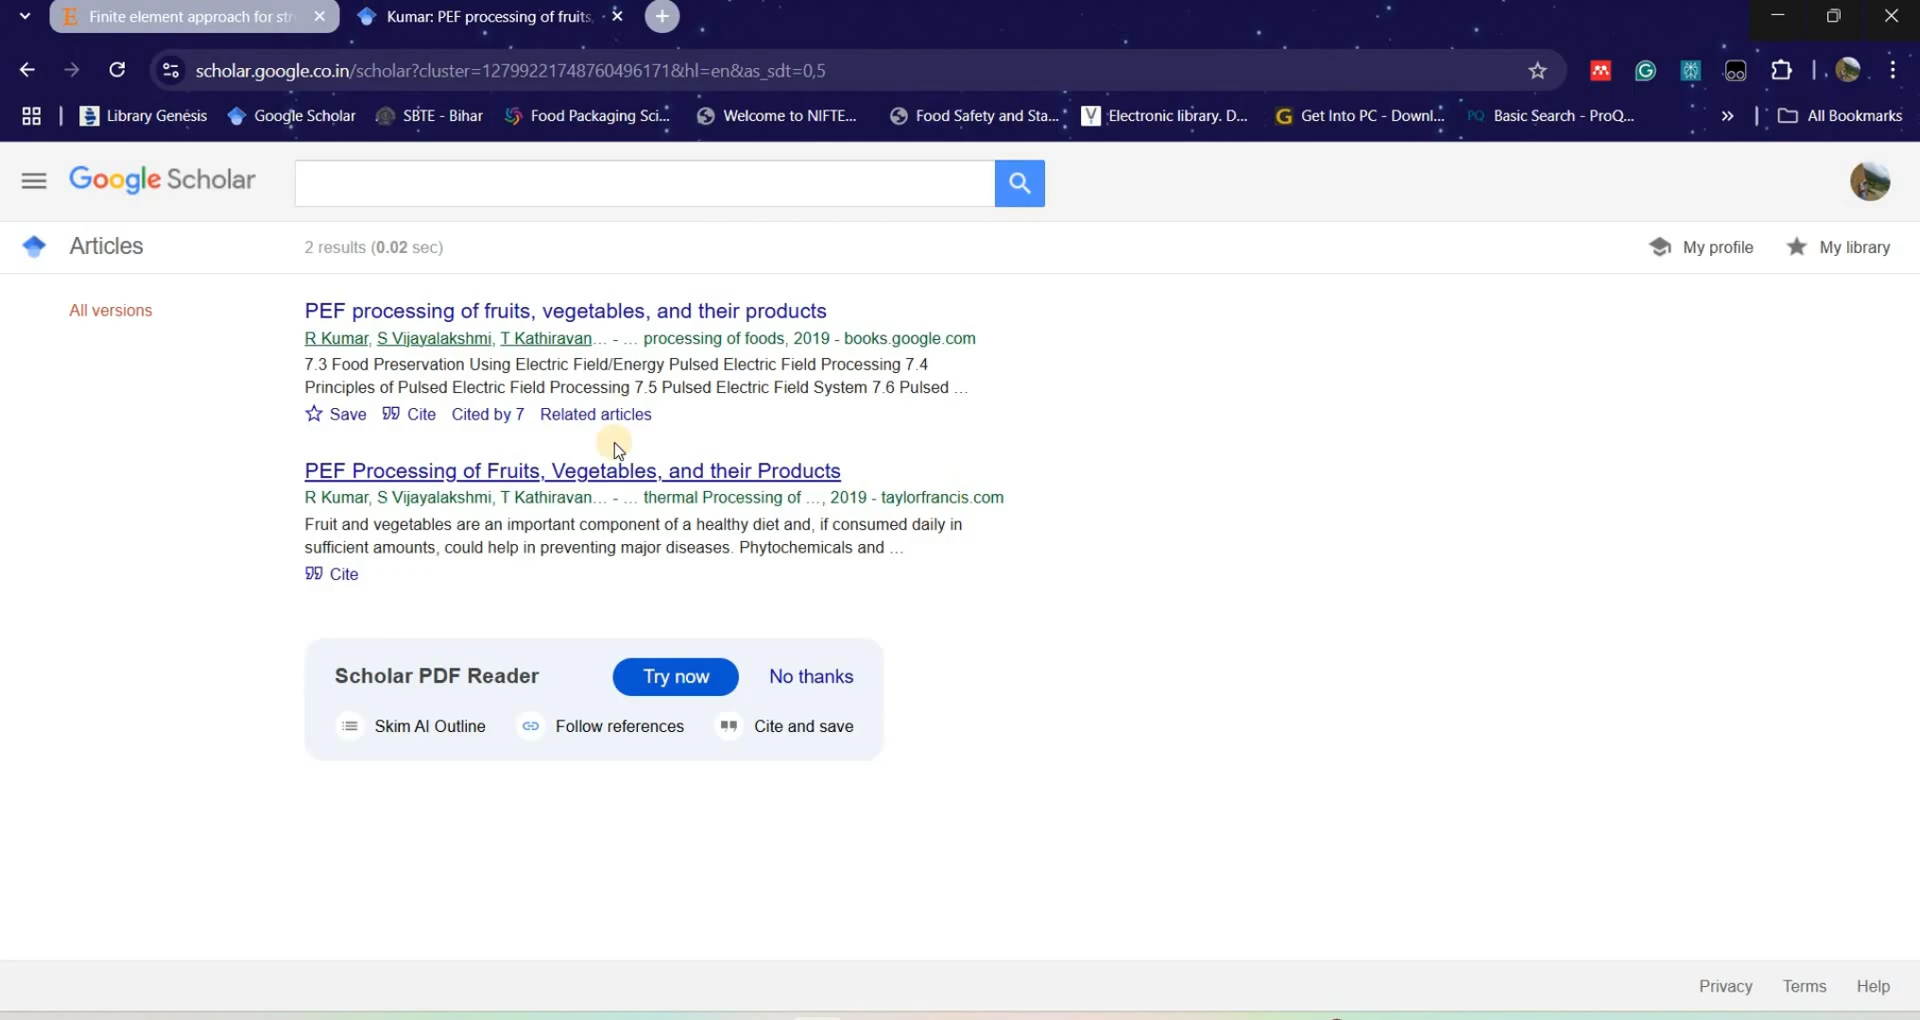 Finite element approach for str
Kumar: PEF processing of fruits,
scholar.google.co.in/scholar?cluster=12799221748760496171&hl=en&as_sdt=0,5
Library Genesis
Google Scholar
SBTE - Bihar
Food Packaging Sci...
Welcome to NIFTE...
Food Safety and Sta...
Electronic library. D...
Get Into PC - Downl...
Basic Search - ProQ...
»
All Bookmarks
Google Scholar
Articles
2 results (0.02 sec)
My profile
My library
All versions
PEF processing of fruits, vegetables, and their products
R Kumar, S Vijayalakshmi, T Kathiravan... - ... processing of foods, 2019 - books.google.com
7.3 Food Preservation Using Electric Field/Energy Pulsed Electric Field Processing 7.4
Principles of Pulsed Electric Field Processing 7.5 Pulsed Electric Field System 7.6 Pulsed ...
Save Cite Cited by 7 Related articles
PEF Processing of Fruits, Vegetables, and their Products
R Kumar, S Vijayalakshmi, T Kathiravan... - ... thermal Processing of ..., 2019 - taylorfrancis.com
Fruit and vegetables are an important component of a healthy diet and, if consumed daily in
sufficient amounts, could help in preventing major diseases. Phytochemicals and ...
Cite
Scholar PDF Reader
Try now
No thanks
Skim AI Outline
Follow references
Cite and save
Privacy Terms Help